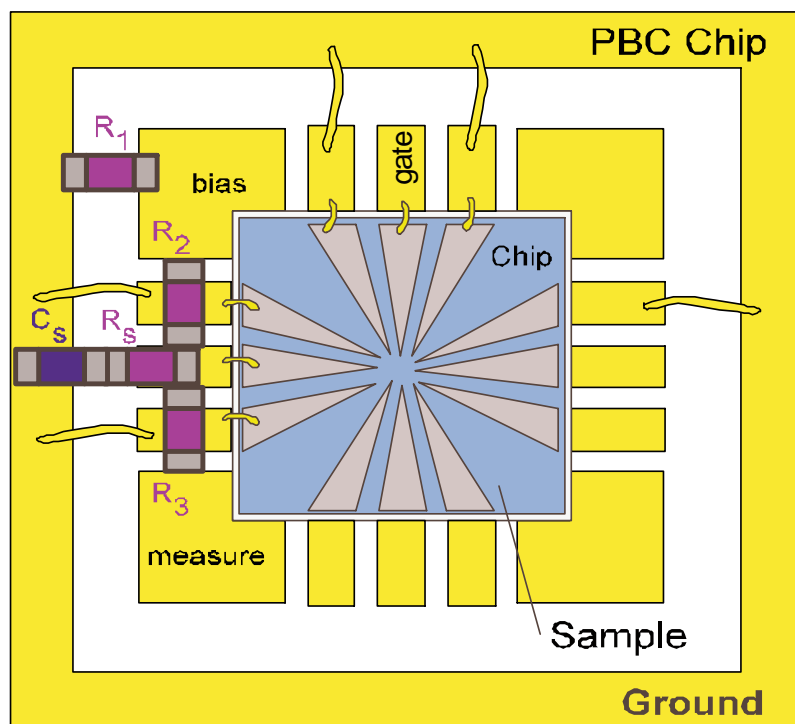 PBC Chip
R1
bias
gate
R2
Chip
Cs
Rs
R3
measure
Sample
Ground